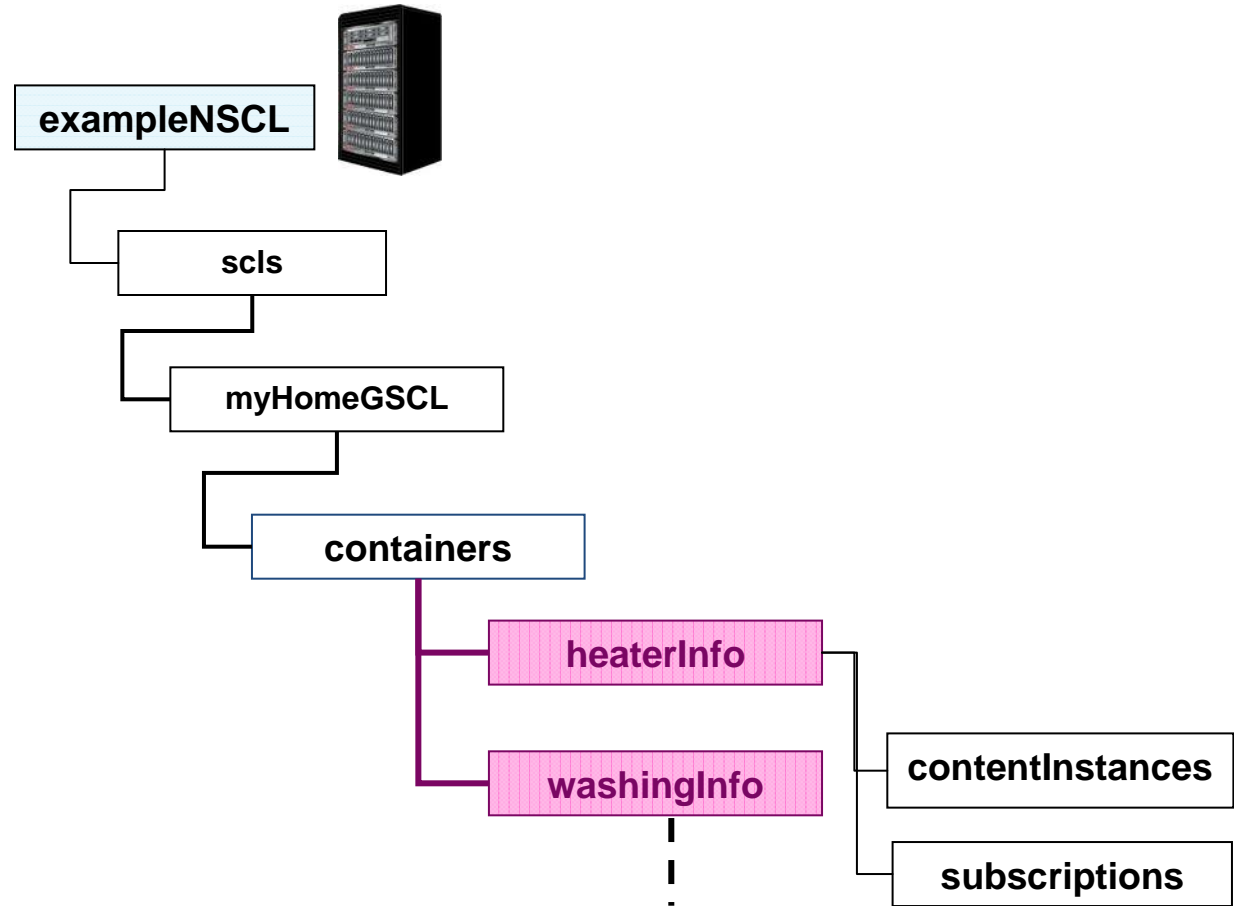 exampleNSCL
scls
myHomeGSCL
containers
heaterInfo
washingInfo
contentInstances
subscriptions